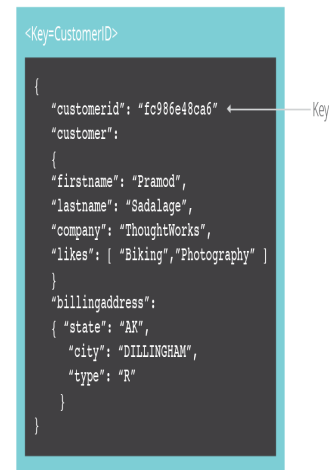 <Key=CustomerID>
{
“customerid”: “fc986e48ca6”
Key
“customer”:
{
“firstname”: “Pramod”,
“lastname”: “Sadalage”,
“company”: “ThoughtWorks”,
“likes”: [ “Biking”,”Photography” ]
}
“billingaddress”:
{ “state”: “AK”,
“city”: “DILLINGHAM”,
“type”: “R”
}
}